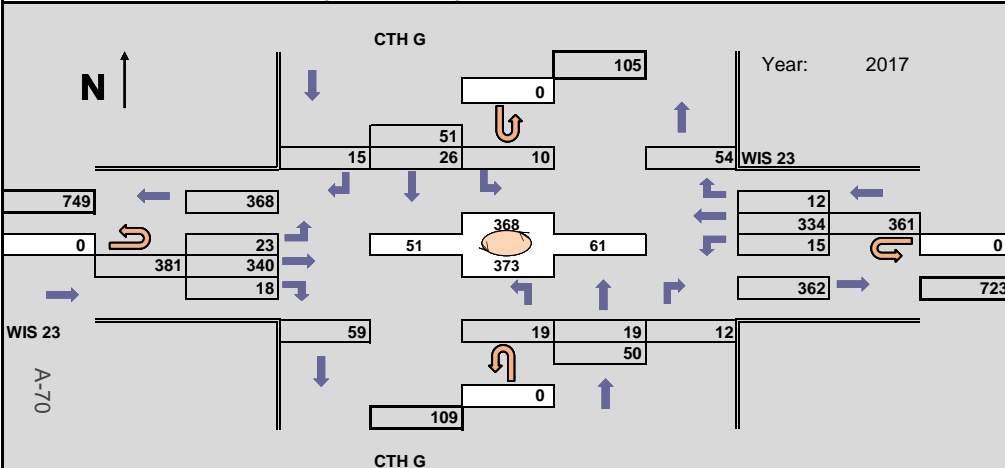 CTH G
105
Year: 2017
N
0
51
15 26 10
54 WIS 23
749 368
12
368
334 361
0 23
51 61
15 0
381 340
373
18
362 723
WIS 23
59
19 19 12
50
A-70
0
109
CTH G